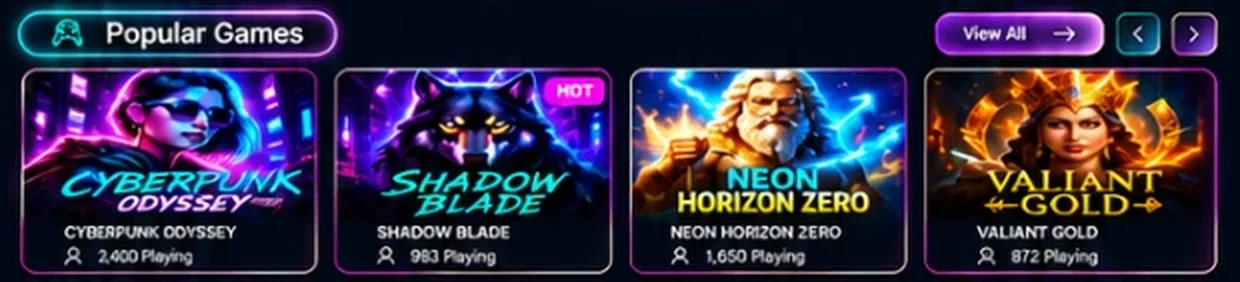 Popular Games
View All
CYBERPUNK
ODYSSEY
CYBERPUNK ODYSSEY
2,400 Playing
HOT
SHADOW
BLADE
SHADOW BLADE
983 Playing
NEON
HORIZON ZERO
NEON HORIZON ZERO
1,650 Playing
VALIANT
GOLD
VALIANT GOLD
872 Playing